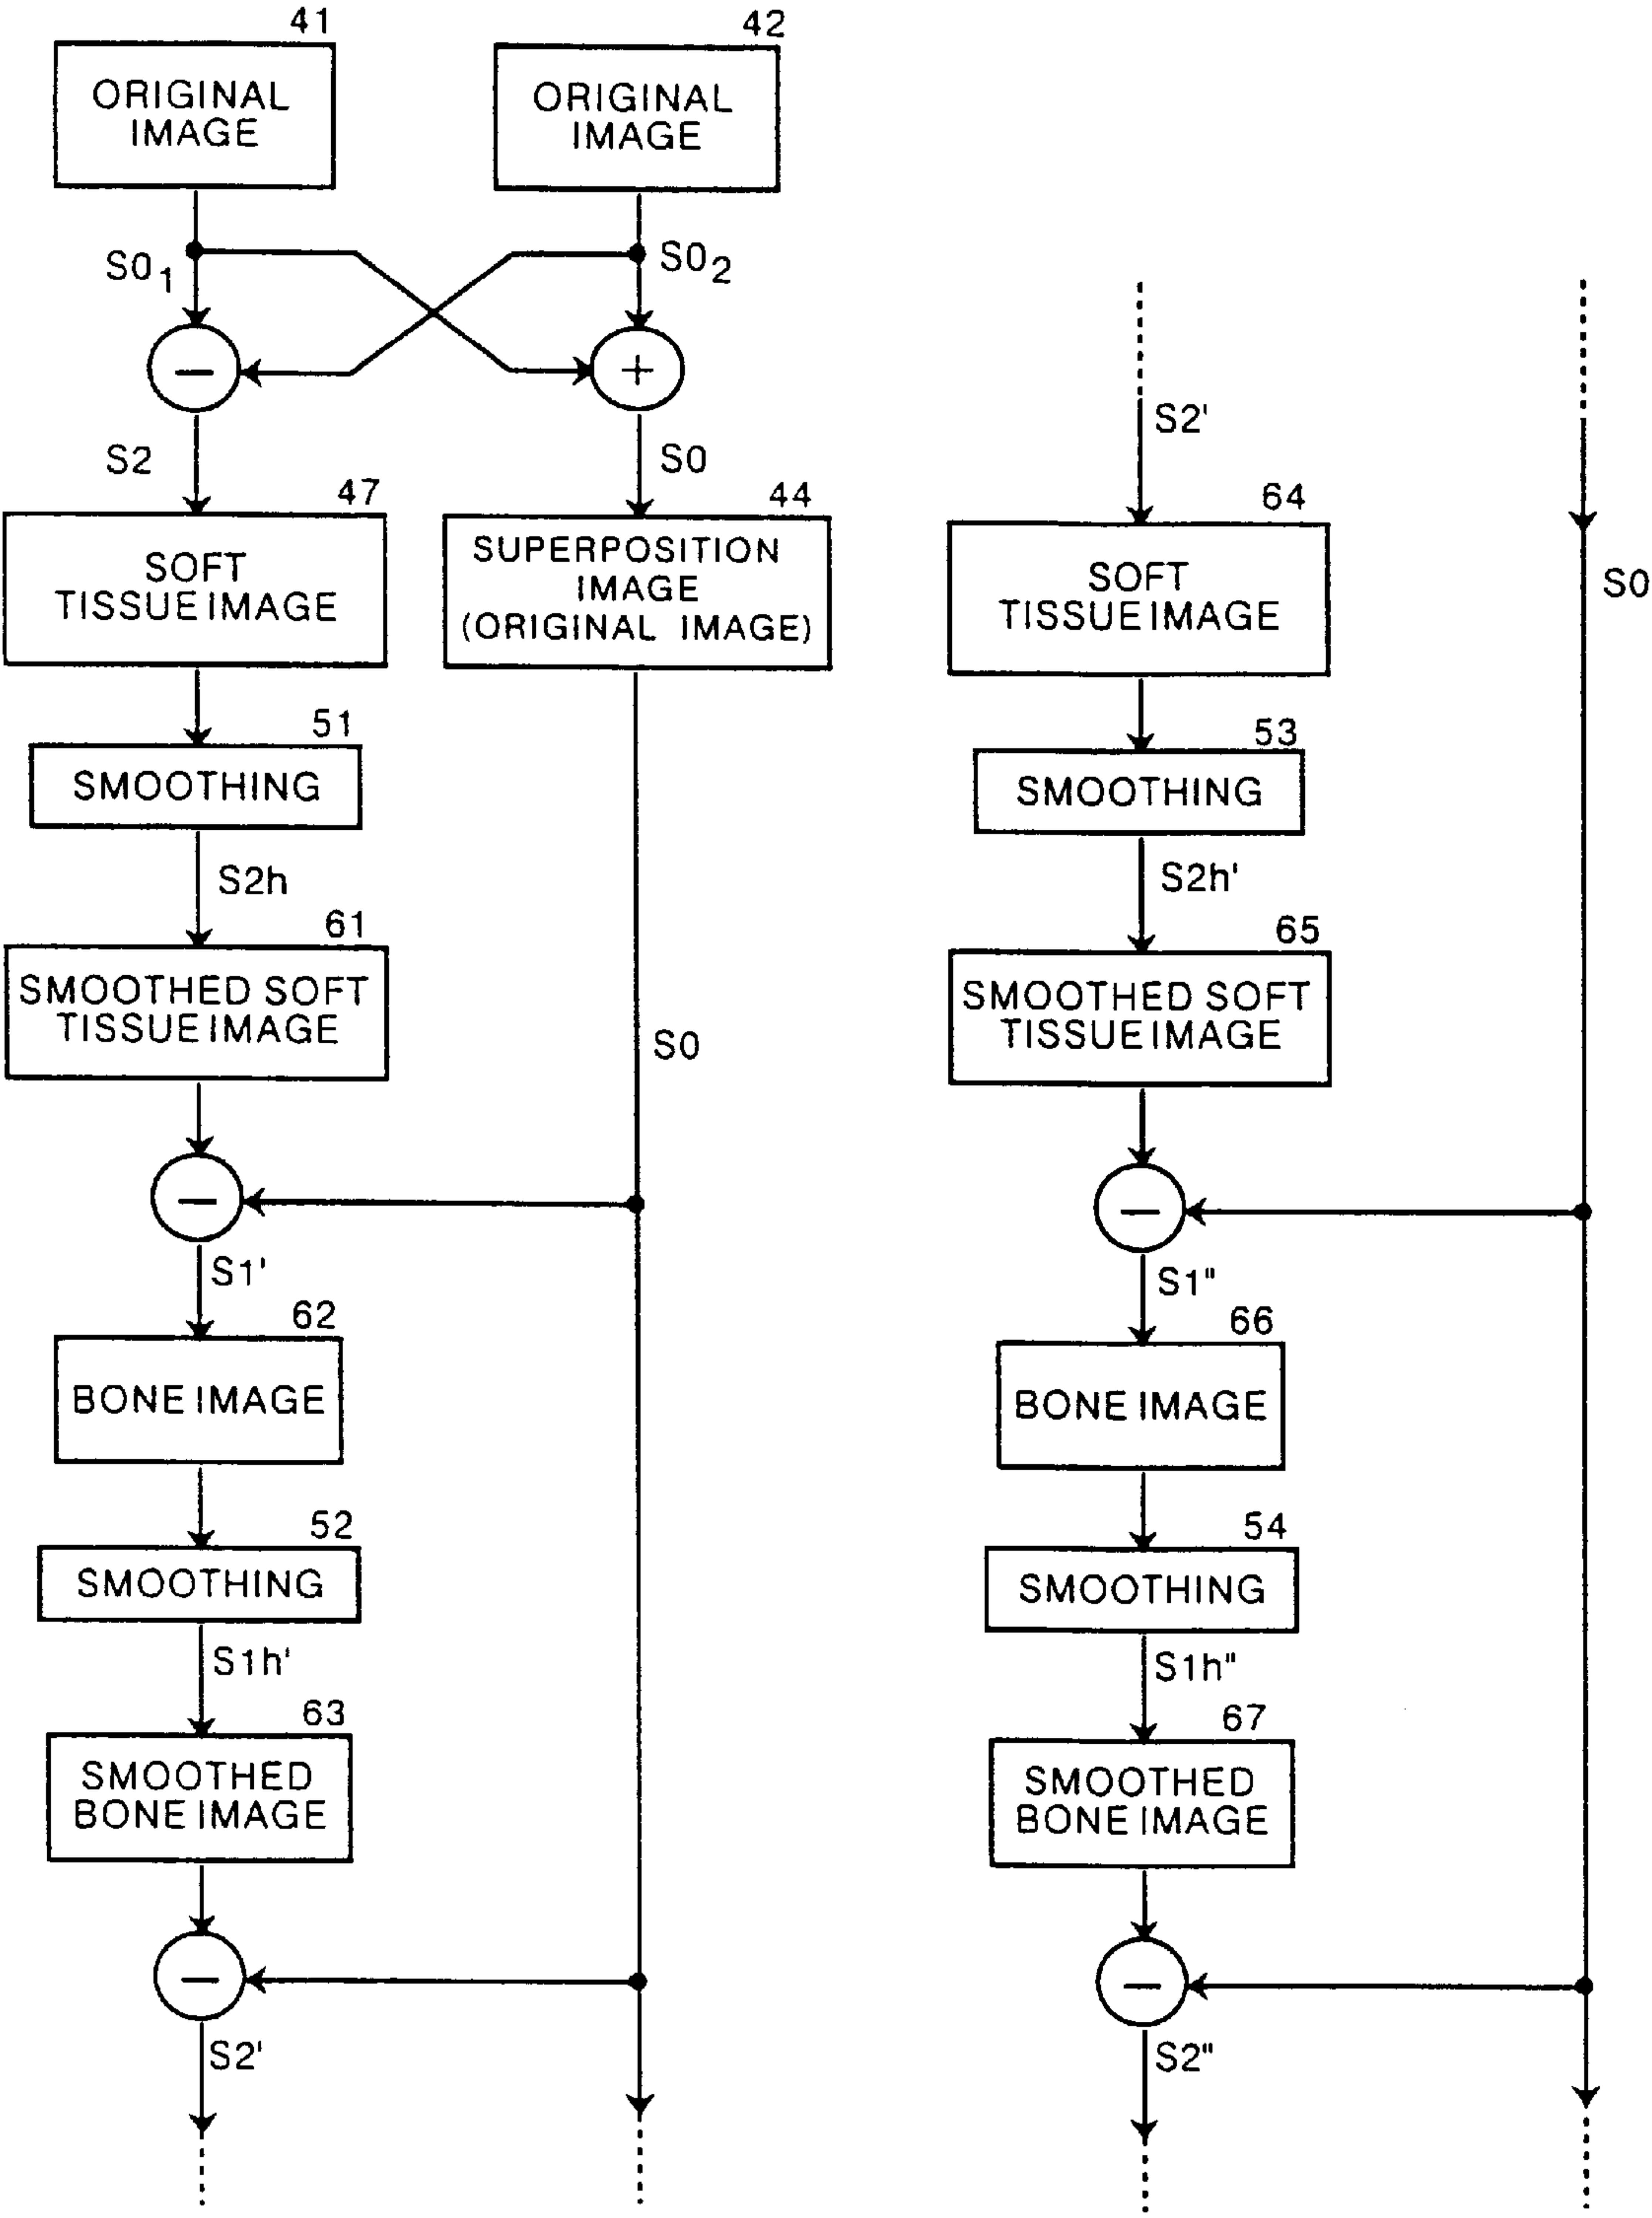 41
ORIGINAL
IMAGE
42
ORIGINAL
IMAGE
S0₁
S0₂
−
+
S2
S0
47
SOFT
TISSUE IMAGE
44
SUPERPOSITION
IMAGE
(ORIGINAL IMAGE)
51
SMOOTHING
S2h
61
SMOOTHED SOFT
TISSUE IMAGE
S0
−
S1'
62
BONE IMAGE
52
SMOOTHING
S1h'
63
SMOOTHED
BONE IMAGE
−
S2'
S2'
64
SOFT
TISSUE IMAGE
S0
53
SMOOTHING
S2h'
65
SMOOTHED SOFT
TISSUE IMAGE
−
S1"
66
BONE IMAGE
54
SMOOTHING
S1h"
67
SMOOTHED
BONE IMAGE
−
S2"